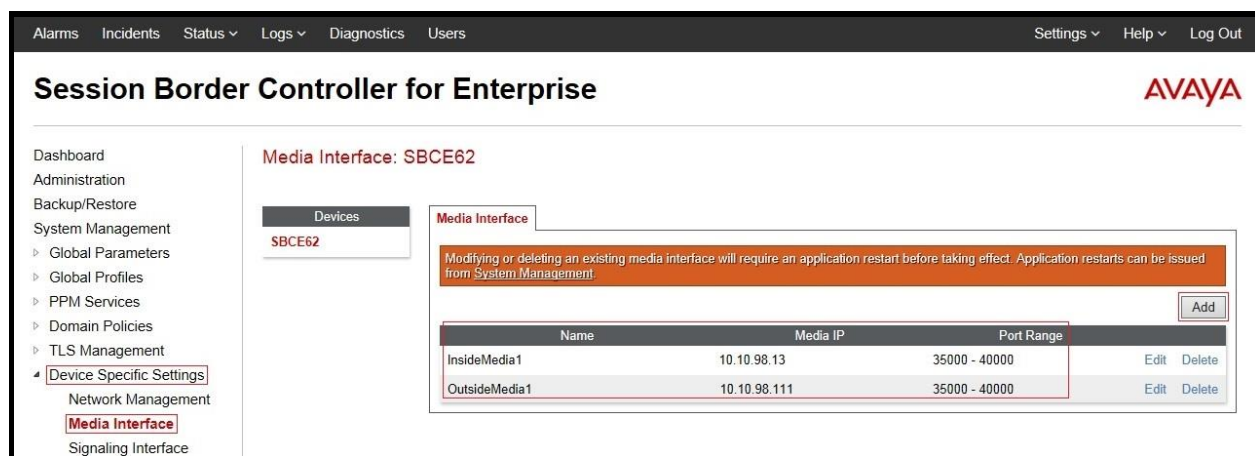 Alarms Incidents Status Logs Diagnostics Users Settings Help Log Out
Session Border Controller for Enterprise
AVAYA
Dashboard
Administration
Backup/Restore
System Management
Global Parameters
Global Profiles
PPM Services
Domain Policies
TLS Management
Device Specific Settings
Network Management
Media Interface
Signaling Interface
Media Interface: SBCE62
Devices
SBCE62
Media Interface
Modifying or deleting an existing media interface will require an application restart before taking effect. Application restarts can be issued
from System Management.
Add
Name Media IP Port Range
InsideMedia1 10.10.98.13 35000 - 40000 Edit Delete
OutsideMedia1 10.10.98.111 35000 - 40000 Edit Delete